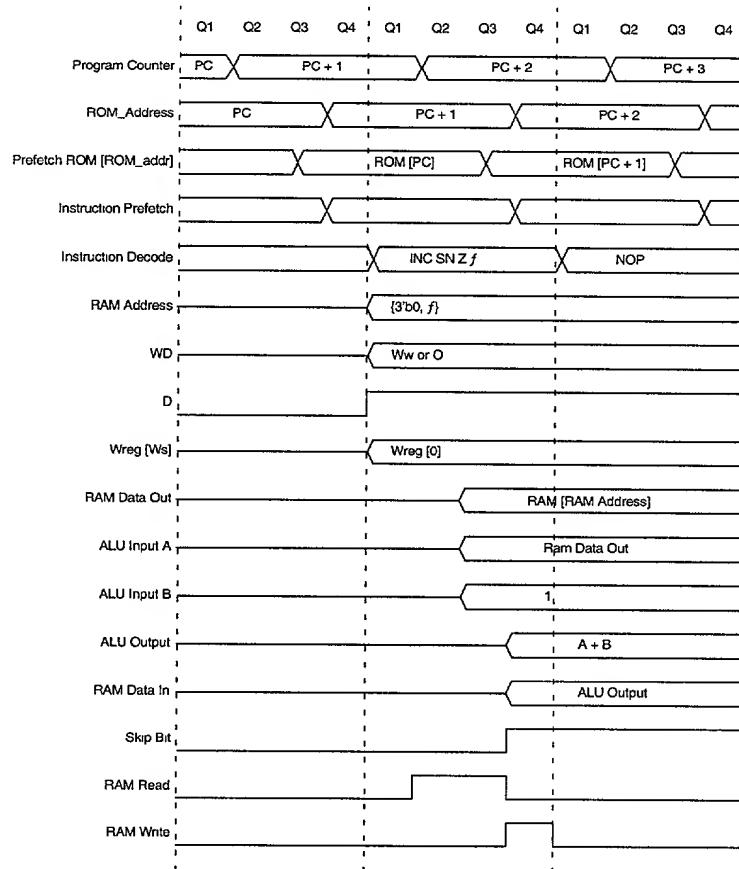 Q1 Q2 Q3 Q4 Q1 Q2 Q3 Q4 Q1 Q2 Q3 Q4
Program Counter PC PC + 1 PC + 2 PC + 3
ROM_Address PC PC + 1 PC + 2
Prefetch ROM [ROM_addr] ROM [PC] ROM [PC + 1]
Instruction Prefetch
Instruction Decode INC SN Z f NOP
RAM Address {3'b0, f}
WD Ww or O
D
Wreg [Ws] Wreg [0]
RAM Data Out RAM [RAM Address]
ALU Input A Ram Data Out
ALU Input B 1
ALU Output A + B
RAM Data In ALU Output
Skip Bit
RAM Read
RAM Write